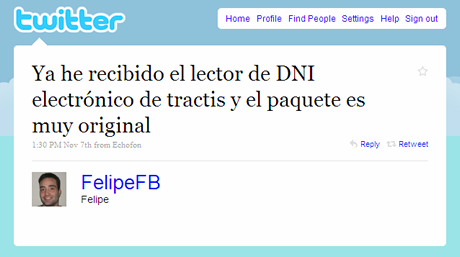 twitter
Home Profile Find People Settings Help Sign out
Ya he recibido el lector de DNI
electrónico de tractis y el paquete es
muy original
1:30 PM Nov 7th from Echofon
Reply Retweet
FelipeFB
Felipe